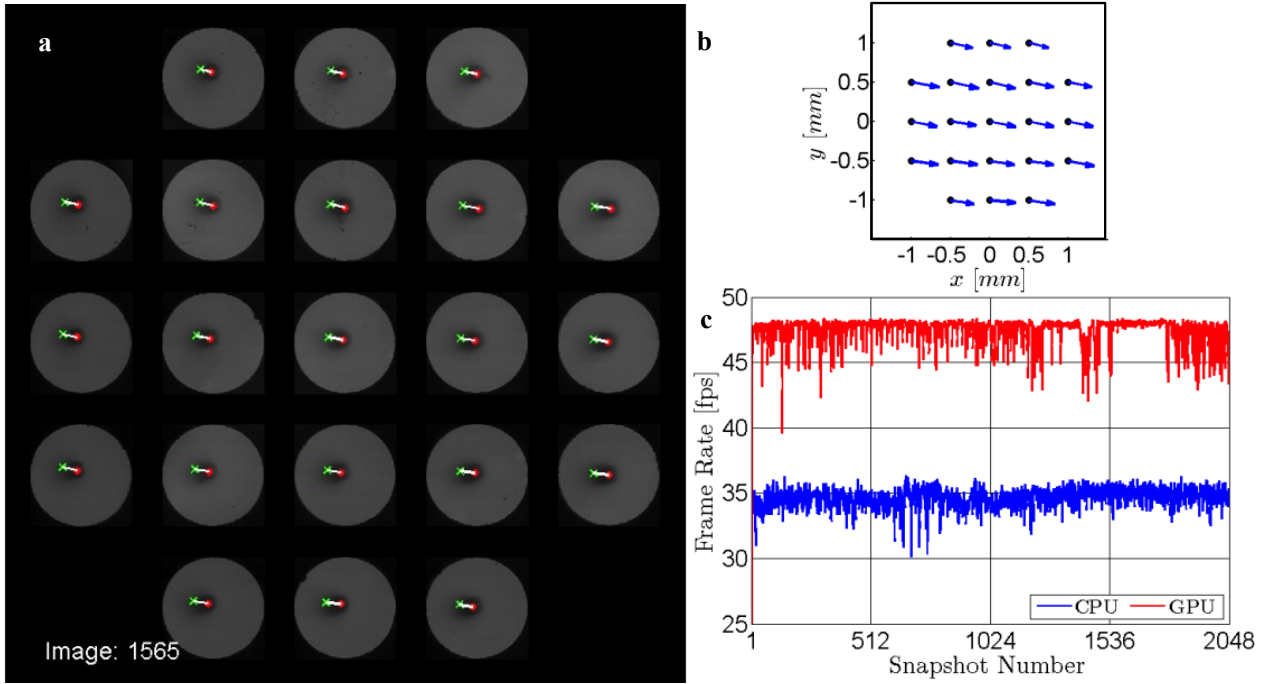 a
Image: 1565
b
1
0.5
0
-0.5
-1
y [mm]
-1 -0.5 0 0.5 1
x [mm]
c
50
45
40
35
30
25
Frame Rate [fps]
CPU GPU
1 512 1024 1536 2048
Snapshot Number